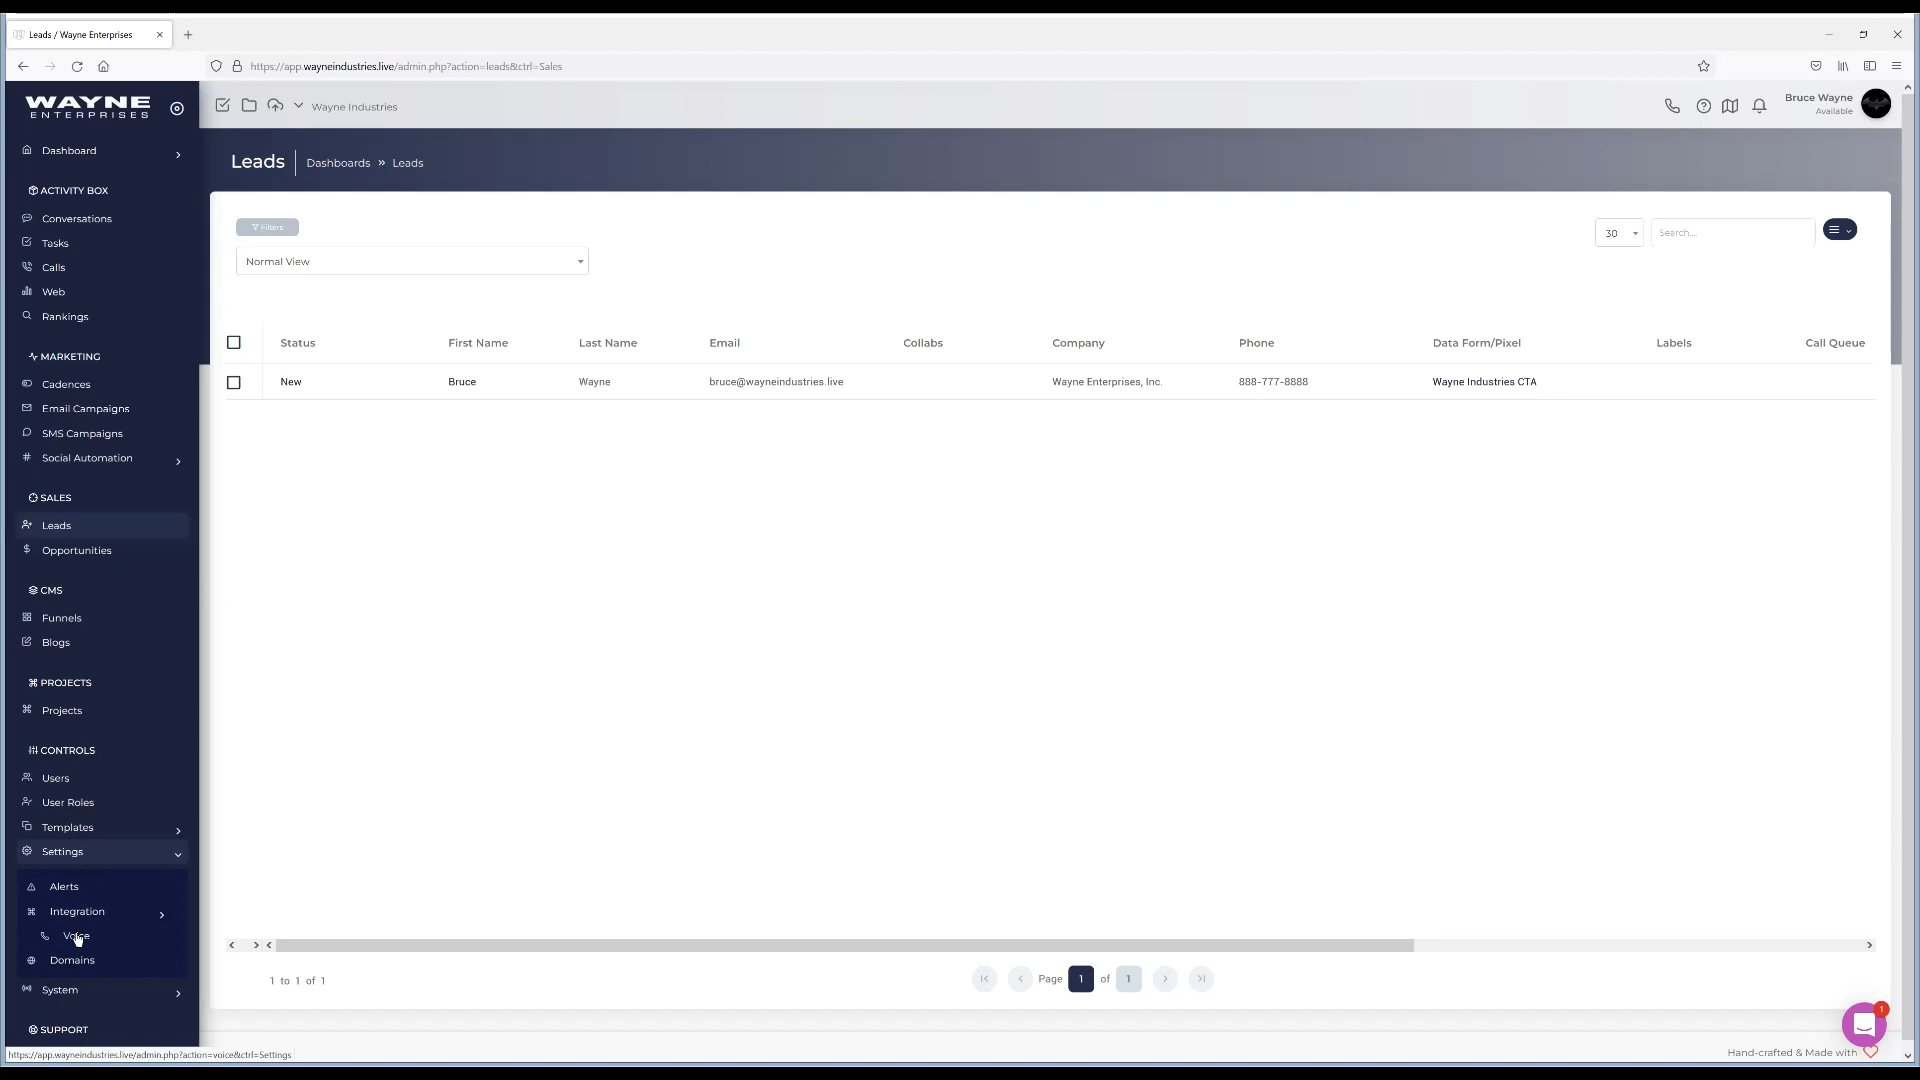 Leads / Wayne Enterprises
https://app.wayneindustries.live/admin.php?action=leads&ctrl=Sales
WAYNE
ENTERPRISES
Wayne Industries
Bruce Wayne
Available
Dashboard
Leads
Dashboards » Leads
ACTIVITY BOX
Conversations
Tasks
Calls
Web
Rankings
MARKETING
Cadences
Email Campaigns
SMS Campaigns
Social Automation
SALES
Leads
Opportunities
CMS
Funnels
Blogs
PROJECTS
Projects
CONTROLS
Users
User Roles
Templates
Settings
Alerts
Integration
Voice
Domains
System
SUPPORT
Filters
30
Search...
Normal View
Status First Name Last Name Email Collabs Company Phone Data Form/Pixel Labels Call Queue
New Bruce Wayne bruce@wayneindustries.live Wayne Enterprises, Inc. 888-777-8888 Wayne Industries CTA
1 to 1 of 1
Page 1 of 1
1
Hand-crafted & Made with
https://app.wayneindustries.live/admin.php?action=voice&ctrl=Settings